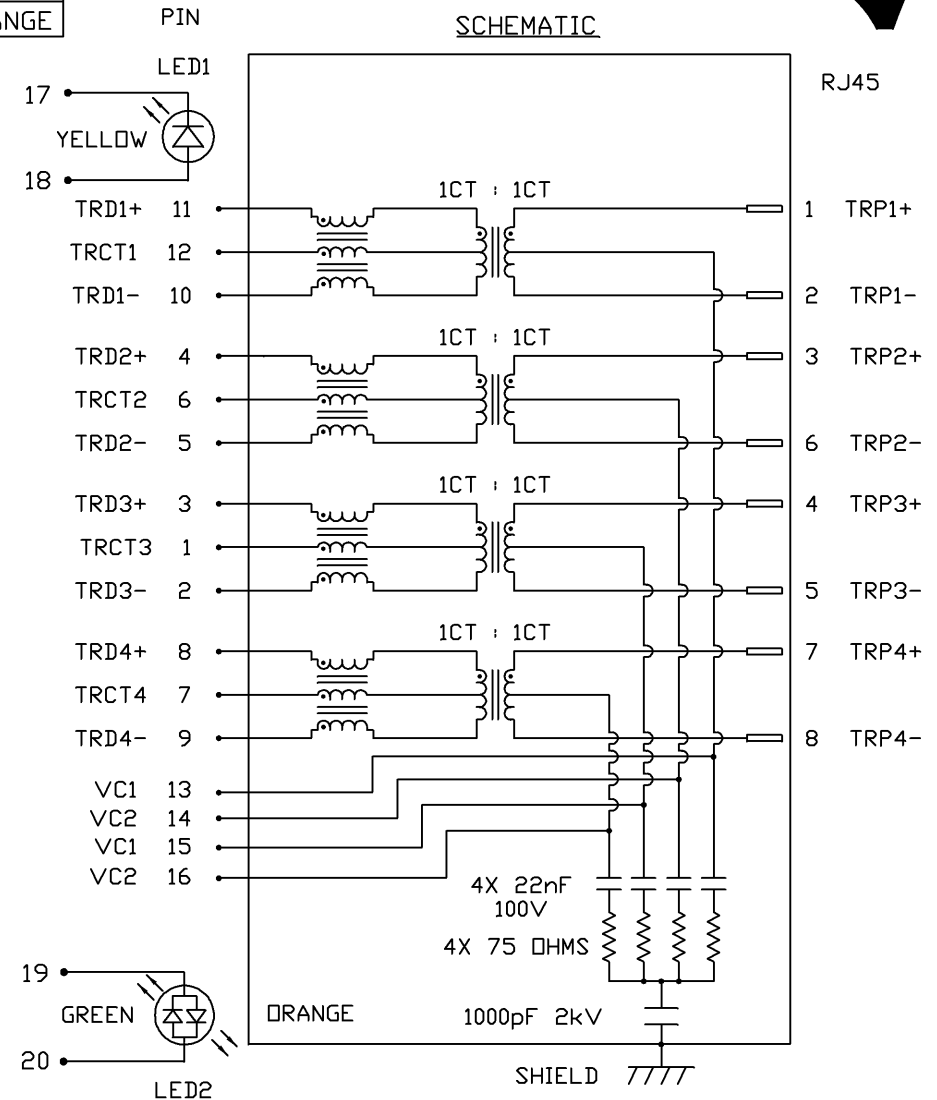 PIN
SCHEMATIC
LED1
RJ45
17
YELLOW
18
1CT : 1CT
TRD1+ 11 1 TRP1+
TRCT1 12
TRD1- 10 2 TRP1-
1CT : 1CT
TRD2+ 4 3 TRP2+
TRCT2 6
TRD2- 5 6 TRP2-
1CT : 1CT
TRD3+ 3 4 TRP3+
TRCT3 1
TRD3- 2 5 TRP3-
1CT : 1CT
TRD4+ 8 7 TRP4+
TRCT4 7
TRD4- 9 8 TRP4-
VC1 13
VC2 14
VC1 15
VC2 16
4X 22nF
100V
4X 75 OHMS
19
GREEN
ORANGE
1000pF 2kV
20
SHIELD
LED2